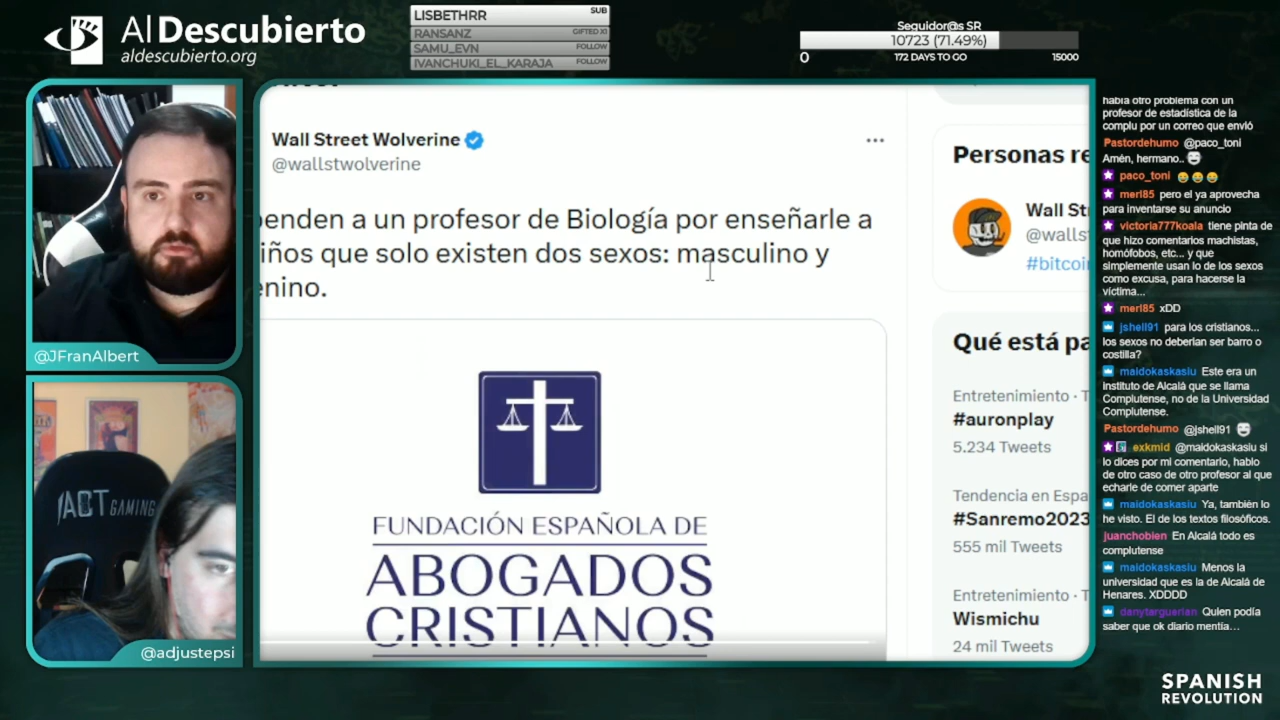 Al Descubierto
aldescubierto.org
LISBETHRR SUB
RANSANZ GIFTED X1
SAMU_EVN FOLLOW
IVANCHUKI_EL_KARAJA FOLLOW
Seguidor@s SR
10723 (71.49%)
0 172 DAYS TO GO 15000
@JFranAlbert
ACT GAMING
@adjustepsi
Wall Street Wolverine
@wallstwolverine
penden a un profesor de Biología por enseñarle a
iños que solo existen dos sexos: masculino y
enino.
FUNDACIÓN ESPAÑOLA DE
ABOGADOS
CRISTIANOS
Personas re
Wall St
@walls
#bitcoi
Qué está pa
Entretenimiento · T
#auronplay
5.234 Tweets
Tendencia en Espa
#Sanremo2023
555 mil Tweets
Entretenimiento · T
Wismichu
24 mil Tweets
había otro problema con un
profesor de estadística de la
complu por un correo que envió
Pastordehumo @paco_toni
Amén, hermano..
paco_toni
merl85 pero el ya aprovecha
para inventarse su anuncio
victoria777koala tiene pinta de
que hizo comentarios machistas,
homófobos, etc... y que
simplemente usan lo de los sexos
como excusa, para hacerse la
víctima...
merl85 xDD
jshell91 para los cristianos...
los sexos no deberían ser barro o
costilla?
maidokaskasiu Este era un
instituto de Alcalá que se llama
Complutense, no de la Universidad
Complutense.
Pastordehumo @jshell91
exkmid @maidokaskasiu si
lo dices por mi comentario, hablo
de otro caso de otro profesor al que
echarle de comer aparte
maidokaskasiu Ya, también lo
he visto. El de los textos filosóficos.
juanchobien En Alcalá todo es
complutense
maidokaskasiu Menos la
universidad que es la de Alcalá de
Henares. XDDDD
danytarguerian Quien podía
saber que ok diario mentía...
SPANISH
REVOLUTION